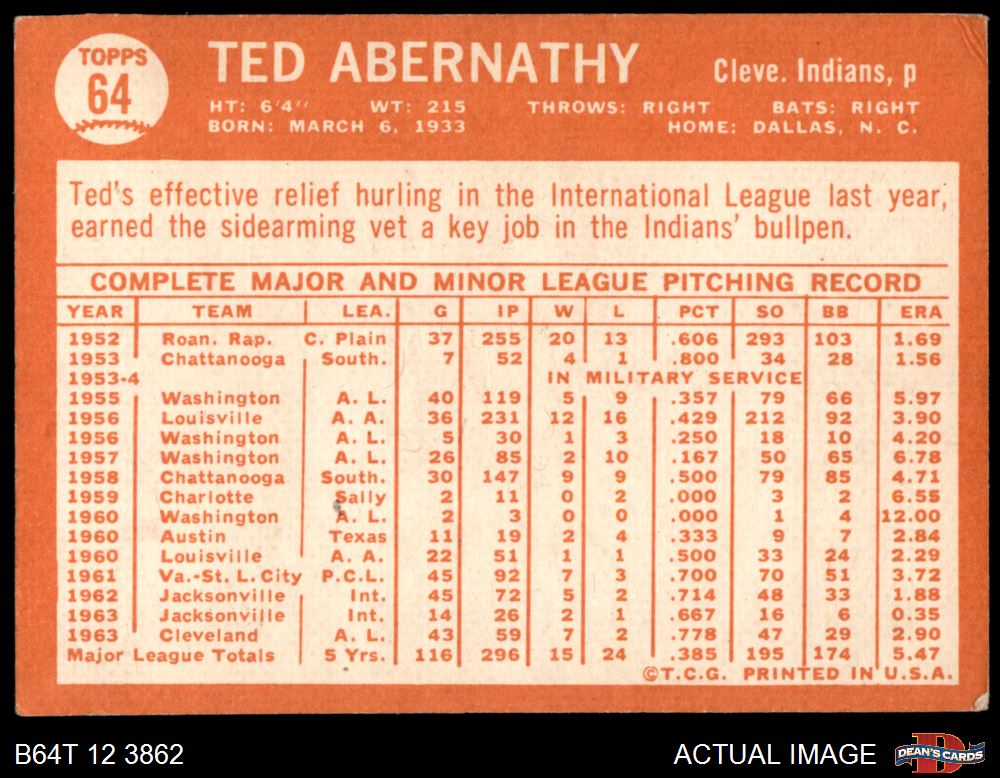 TOPPS
64
TED ABERNATHY
Cleve. Indians, p
HT: 6'4" WT: 215 THROWS: RIGHT BATS: RIGHT
BORN: MARCH 6, 1933 HOME: DALLAS, N. C.
Ted's effective relief hurling in the International League last year,
earned the sidearming vet a key job in the Indians' bullpen.
COMPLETE MAJOR AND MINOR LEAGUE PITCHING RECORD
YEAR TEAM LEA. G IP W L PCT SO BB ERA
1952 Roan. Rap. C. Plain 37 255 20 13 .606 293 103 1.69
1953 Chattanooga South. 7 52 4 1 .800 34 28 1.56
1953-4 IN MILITARY SERVICE
1955 Washington A. L. 40 119 5 9 .357 79 66 5.97
1956 Louisville A. A. 36 231 12 16 .429 212 92 3.90
1956 Washington A. L. 5 30 1 3 .250 18 10 4.20
1957 Washington A. L. 26 85 2 10 .167 50 65 6.78
1958 Chattanooga South. 30 147 9 9 .500 79 85 4.71
1959 Charlotte Sally 2 11 0 2 .000 3 2 6.55
1960 Washington A. L. 2 3 0 0 .000 1 4 12.00
1960 Austin Texas 11 19 2 4 .333 9 7 2.84
1960 Louisville A. A. 22 51 1 1 .500 33 24 2.29
1961 Va.-St. L. City P.C.L. 45 92 7 3 .700 70 51 3.72
1962 Jacksonville Int. 45 72 5 2 .714 48 33 1.88
1963 Jacksonville Int. 14 26 2 1 .667 16 6 0.35
1963 Cleveland A. L. 43 59 7 2 .778 47 29 2.90
Major League Totals 5 Yrs. 116 296 15 24 .385 195 174 5.47
©T.C.G. PRINTED IN U.S.A.
B64T 12 3862 ACTUAL IMAGE DEAN'S CARDS